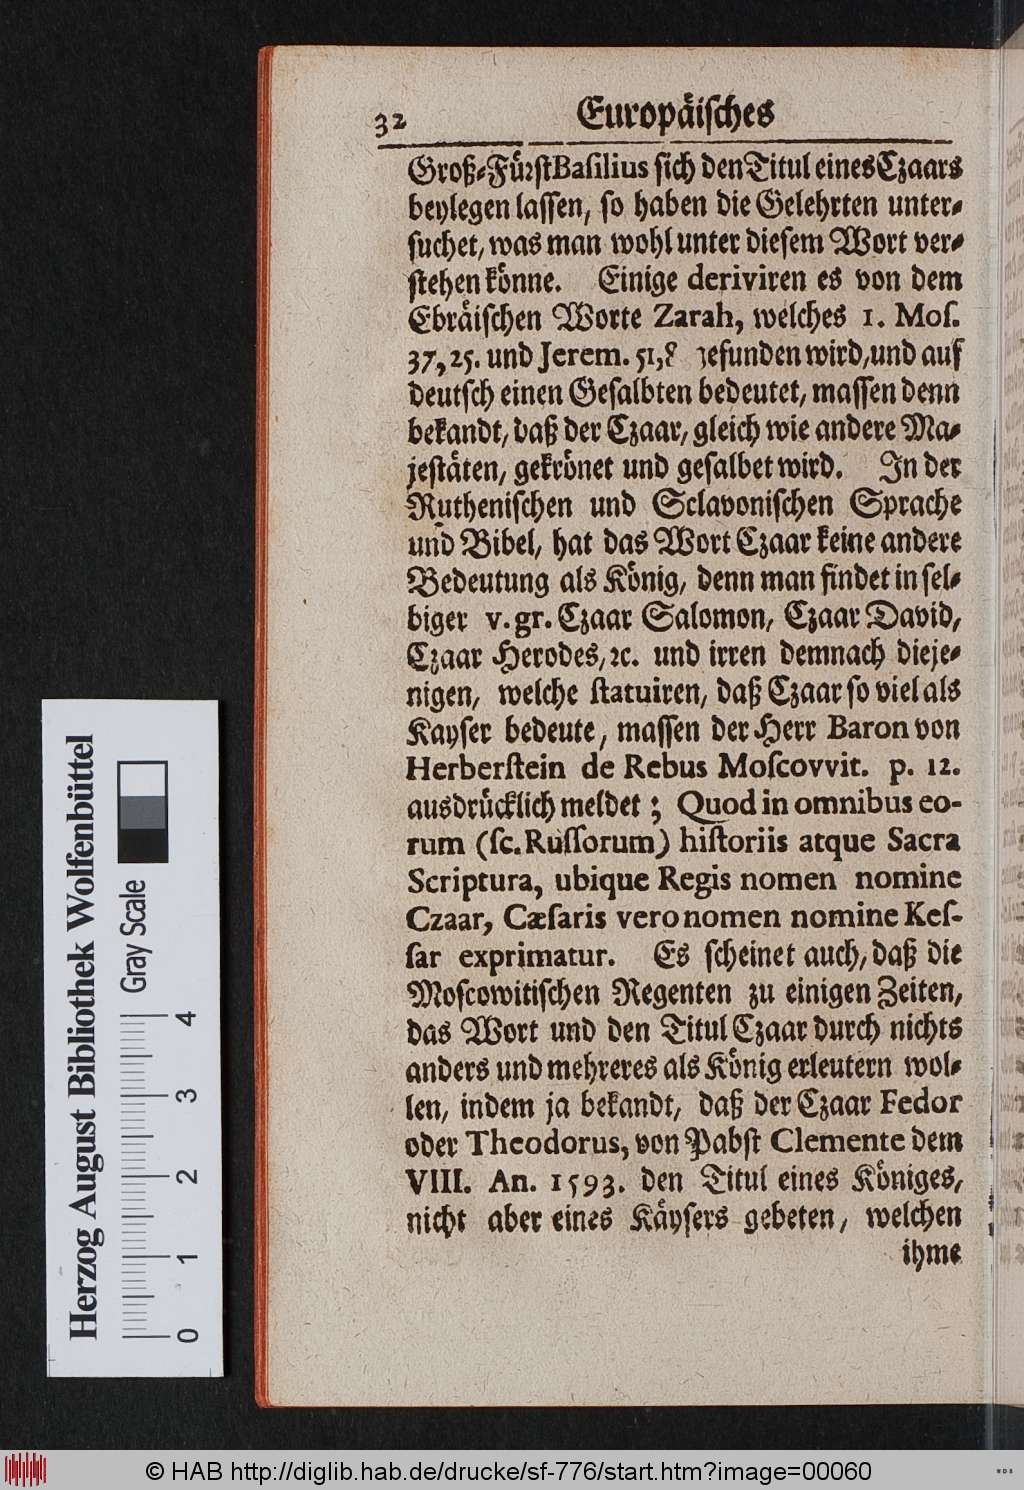 32 Europäisches
Groß-Fürst Basilius sich den Titul eines Czaars
beylegen lassen, so haben die Gelehrten unter-
suchet, was man wohl unter diesem Wort ver-
stehen könne. Einige deriviren es von dem
Ebräischen Worte Zarah, welches 1. Mos.
37, 25. und Jerem. 51, 8 gefunden wird, und auf
deutsch einen Gesalbten bedeutet, massen denn
bekandt, daß der Czaar, gleich wie andere Ma-
jestäten, gekrönet und gesalbet wird. In der
Ruthenischen und Sclavonischen Sprache
und Bibel, hat das Wort Czaar keine andere
Bedeutung als König, denn man findet in sel-
biger v. gr. Czaar Salomon, Czaar David,
Czaar Herodes, ꝛc. und irren demnach dieje-
nigen, welche statuiren, daß Czaar so viel als
Kayser bedeute, massen der Herr Baron von
Herberstein de Rebus Moscovvit. p. 12.
ausdrücklich meldet; Quod in omnibus eo-
rum (sc. Russorum) historiis atque Sacra
Scriptura, ubique Regis nomen nomine
Czaar, Cæsaris vero nomen nomine Kes-
sar exprimatur. Es scheinet auch, daß die
Moscowitischen Regenten zu einigen Zeiten,
das Wort und den Titul Czaar durch nichts
anders und mehreres als König erleutern wol-
len, indem ja bekandt, daß der Czaar Fedor
oder Theodorus, von Pabst Clemente dem
VIII. An. 1593. den Titul eines Königes,
nicht aber eines Käysers gebeten, welchen
ihme
Herzog August Bibliothek Wolfenbüttel
Gray Scale
0 1 2 3 4
© HAB http://diglib.hab.de/drucke/sf-776/start.htm?image=00060